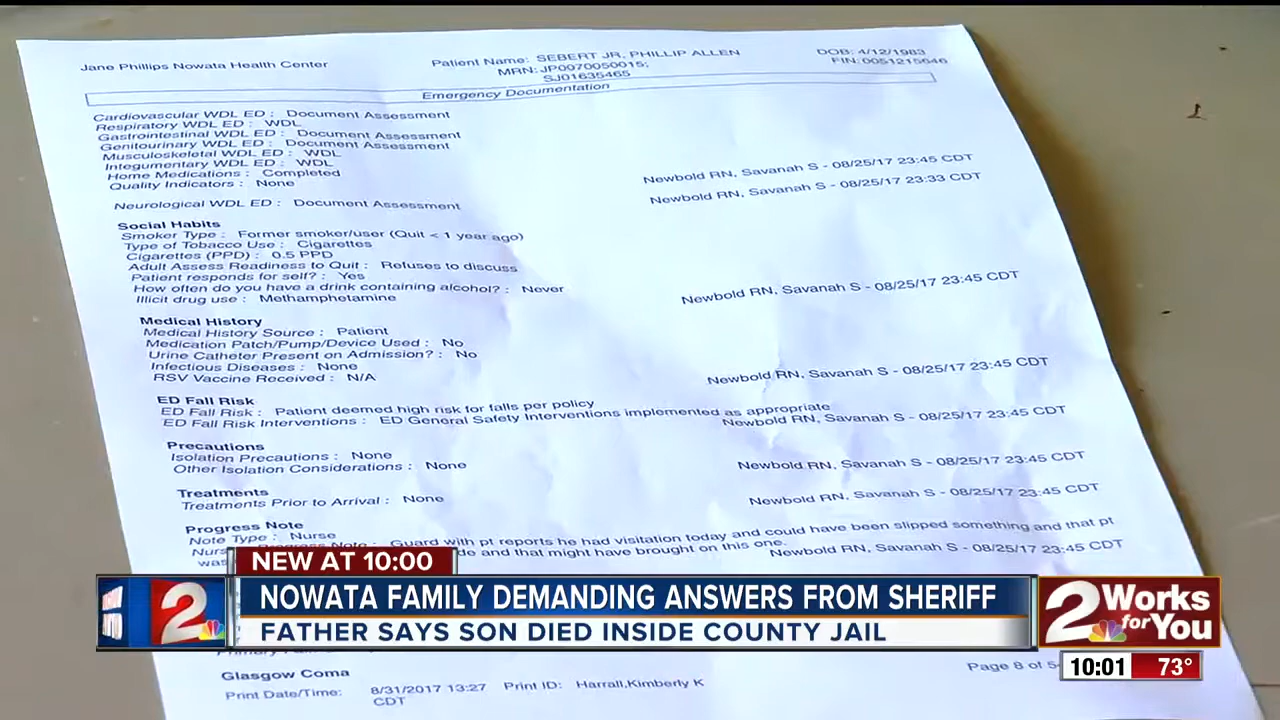 Jane Phillips Nowata Health Center
Patient Name: SEBERT JR, PHILLIP ALLEN
MRN: JP0070050015;
SJ01635465
DOB: 4/12/1983
FIN: 0051215646
Emergency Documentation
Cardiovascular WDL ED : Document Assessment
Respiratory WDL ED : WDL
Gastrointestinal WDL ED : Document Assessment
Genitourinary WDL ED : Document Assessment
Musculoskeletal WDL ED : WDL
Integumentary WDL ED : WDL
Home Medications : Completed
Quality Indicators : None
Newbold RN, Savanah S - 08/25/17 23:45 CDT
Neurological WDL ED : Document Assessment
Newbold RN, Savanah S - 08/25/17 23:33 CDT
Social Habits
Smoker Type : Former smoker/user (Quit < 1 year ago)
Type of Tobacco Use : Cigarettes
Cigarettes (PPD) : 0.5 PPD
Adult Assess Readiness to Quit : Refuses to discuss
Patient responds for self? : Yes
How often do you have a drink containing alcohol? : Never
Illicit drug use : Methamphetamine
Newbold RN, Savanah S - 08/25/17 23:45 CDT
Medical History
Medical History Source : Patient
Medication Patch/Pump/Device Used : No
Urine Catheter Present on Admission? : No
Infectious Diseases : None
RSV Vaccine Received : N/A
Newbold RN, Savanah S - 08/25/17 23:45 CDT
ED Fall Risk
ED Fall Risk : Patient deemed high risk for falls per policy
ED Fall Risk Interventions : ED General Safety Interventions implemented as appropriate
Newbold RN, Savanah S - 08/25/17 23:45 CDT
Precautions
Isolation Precautions : None
Other Isolation Considerations : None
Newbold RN, Savanah S - 08/25/17 23:45 CDT
Treatments
Treatments Prior to Arrival : None
Newbold RN, Savanah S - 08/25/17 23:45 CDT
Progress Note
Note Type : Nurse
Note : Guard with pt reports he had visitation today and could have been slipped something and that pt
and that might have brought on this one.
Newbold RN, Savanah S - 08/25/17 23:45 CDT
NEW AT 10:00
2
NOWATA FAMILY DEMANDING ANSWERS FROM SHERIFF
FATHER SAYS SON DIED INSIDE COUNTY JAIL
2 Works for You
10:01 73°
Glasgow Coma
Page 8 of
Print Date/Time: 8/31/2017 13:27 Print ID: Harrall,Kimberly K
CDT